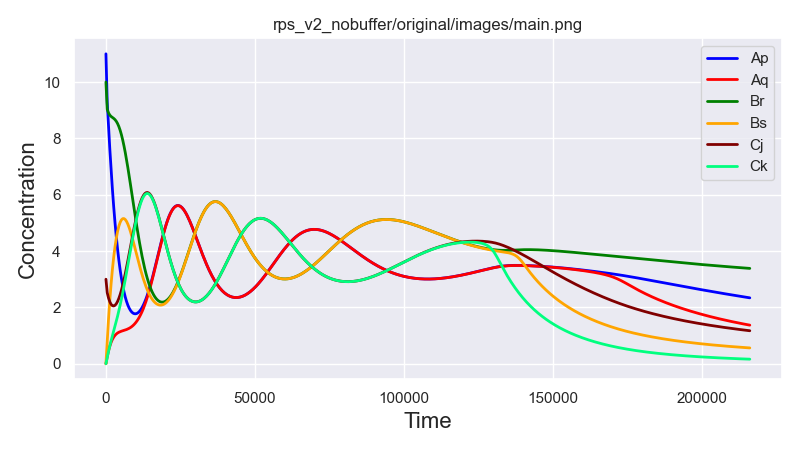 rps_v2_nobuffer/original/images/main.png
Concentration
10
8
6
4
2
0
Ap
Aq
Br
Bs
Cj
Ck
0
50000
100000
150000
200000
Time